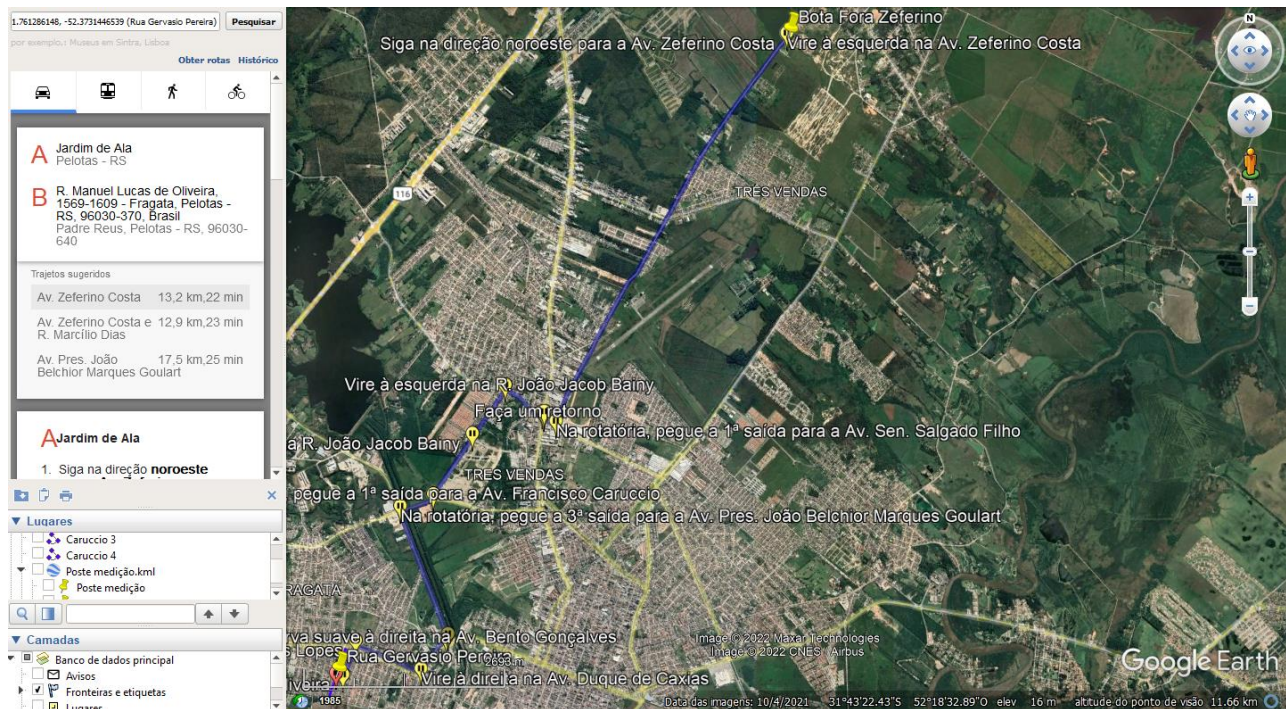 1.761286148, -52.3731446539 (Rua Gervasio Pereira)
Pesquisar
por exemplo.: Museus em Sintra, Lisboa
Obter rotas Histórico
A
Jardim de Ala
Pelotas - RS
B
R. Manuel Lucas de Oliveira,
1569-1609 - Fragata, Pelotas -
RS, 96030-370, Brasil
Padre Reus, Pelotas - RS, 96030-
640
Trajetos sugeridos
Av. Zeferino Costa 13,2 km,22 min
Av. Zeferino Costa e 12,9 km,23 min
R. Marcílio Dias
Av. Pres. João 17,5 km,25 min
Belchior Marques Goulart
A Jardim de Ala
1. Siga na direção noroeste
Lugares
Caruccio 3
Caruccio 4
Poste medição.kml
Poste medição
Camadas
Banco de dados principal
Avisos
Fronteiras e etiquetas
Lugares
Bota Fora Zeferino
Siga na direção noroeste para a Av. Zeferino Costa
Vire à esquerda na Av. Zeferino Costa
N
116
TRÊS VENDAS
Vire à esquerda na R. João Jacob Bainy
Faça um retorno
Na rotatória, pegue a 1ª saída para a Av. Sen. Salgado Filho
a R. João Jacob Bainy
TRÊS VENDAS
pegue a 1ª saída para a Av. Francisco Caruccio
Na rotatória, pegue a 3ª saída para a Av. Pres. João Belchior Marques Goulart
RAGATA
rva suave à direita na Av. Bento Gonçalves
s Lopes
Rua Gervasio Pereira
2693 m
Vire à direita na Av. Duque de Caxias
iveira
Image © 2022 Maxar Technologies
Image © 2022 CNES / Airbus
Google Earth
1985
Data das imagens: 10/4/2021 31°43'22.43"S 52°18'32.89"O elev 16 m altitude do ponto de visão 11.66 km